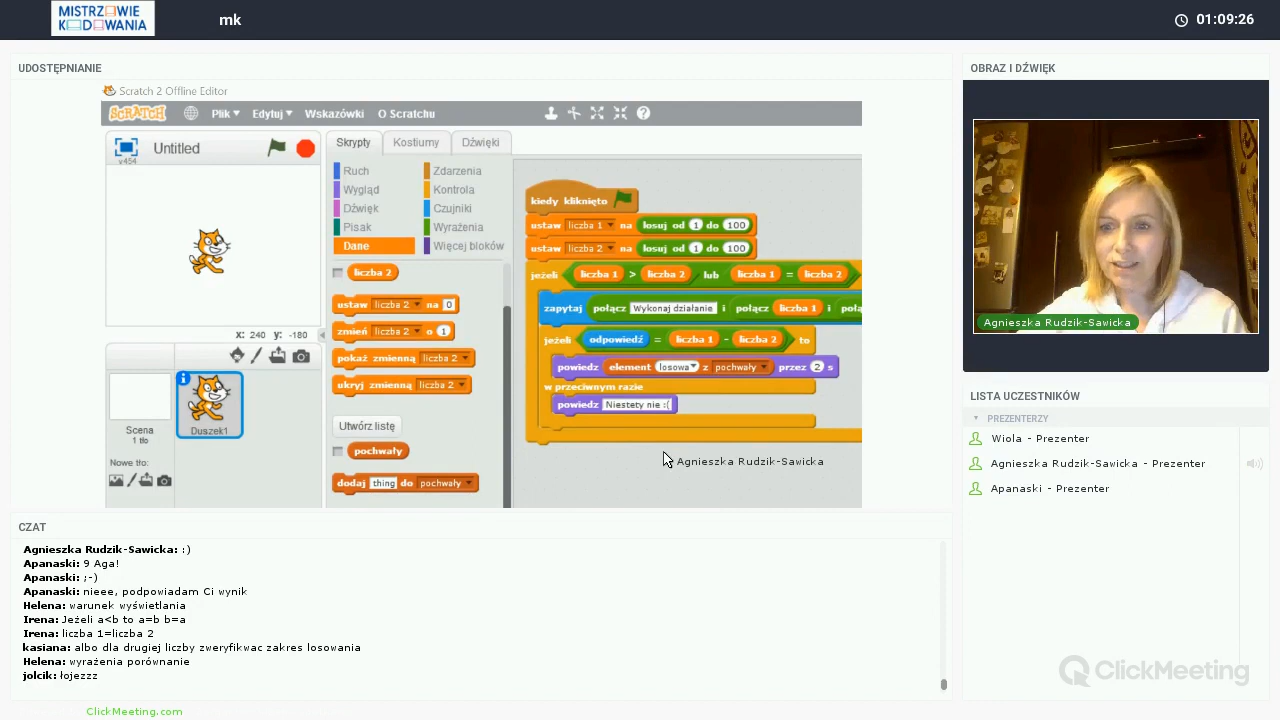 MISTRZOWIE
KODOWANIA
mk
01:09:26
UDOSTĘPNIANIE
OBRAZ I DŹWIĘK
Scratch 2 Offline Editor
SCRATCH
Plik
Edytuj
Wskazówki
O Scratchu
v454
Untitled
Skrypty
Kostiumy
Dźwięki
Ruch
Zdarzenia
Wygląd
Kontrola
Dźwięk
Czujniki
Pisak
Wyrażenia
Dane
Więcej bloków
liczba 2
ustaw liczba 2 na 0
zmień liczba 2 o 1
pokaż zmienną liczba 2
ukryj zmienną liczba 2
Utwórz listę
pochwały
dodaj thing do pochwały
x: 240 y: -180
Scena
1 tło
Duszek1
Nowe tło:
kiedy kliknięto
ustaw liczba 1 na losuj od 1 do 100
ustaw liczba 2 na losuj od 1 do 100
jeżeli liczba 1 > liczba 2 lub liczba 1 = liczba 2
zapytaj połącz Wykonaj działanie i połącz liczba 1 i połą
jeżeli odpowiedź = liczba 1 - liczba 2 to
powiedz element losowa z pochwały przez 2 s
w przeciwnym razie
powiedz Niestety nie :(
Agnieszka Rudzik-Sawicka
Agnieszka Rudzik-Sawicka
LISTA UCZESTNIKÓW
PREZENTERZY
Wiola - Prezenter
Agnieszka Rudzik-Sawicka - Prezenter
Apanaski - Prezenter
CZAT
Agnieszka Rudzik-Sawicka: :)
Apanaski: 9 Aga!
Apanaski: ;-)
Apanaski: nieee, podpowiadam Ci wynik
Helena: warunek wyświetlania
Irena: Jeżeli a<b to a=b b=a
Irena: liczba 1=liczba 2
kasiana: albo dla drugiej liczby zweryfikwac zakres losowania
Helena: wyrażenia porównanie
jolcik: łojezzz
ClickMeeting
ClickMeeting.com